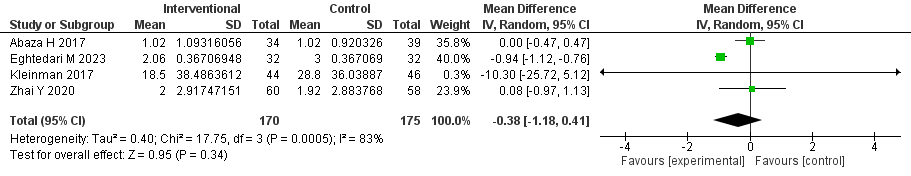 Interventional Control Mean Difference Mean Difference
Study or Subgroup Mean SD Total Mean SD Total Weight IV, Random, 95% CI IV, Random, 95% CI
Abaza H 2017 1.02 1.09316056 34 1.02 0.920326 39 35.8% 0.00 [-0.47, 0.47]
Eghtedari M 2023 2.06 0.36706948 32 3 0.367069 32 40.0% -0.94 [-1.12, -0.76]
Kleinman 2017 18.5 38.4863561​2 44 28.8 36.03887 46 0.3% -10.30 [-25.72, 5.12]
Zhai Y 2020 2 2.91747151 60 1.92 2.883768 58 23.9% 0.08 [-0.97, 1.13]
Total (95% CI) 170 175 100.0% -0.38 [-1.18, 0.41]
Heterogeneity: Tau² = 0.40; Chi² = 17.75, df = 3 (P = 0.0005); I² = 83%
Test for overall effect: Z = 0.95 (P = 0.34)
-4 -2 0 2 4
Favours [experimental] Favours [control]